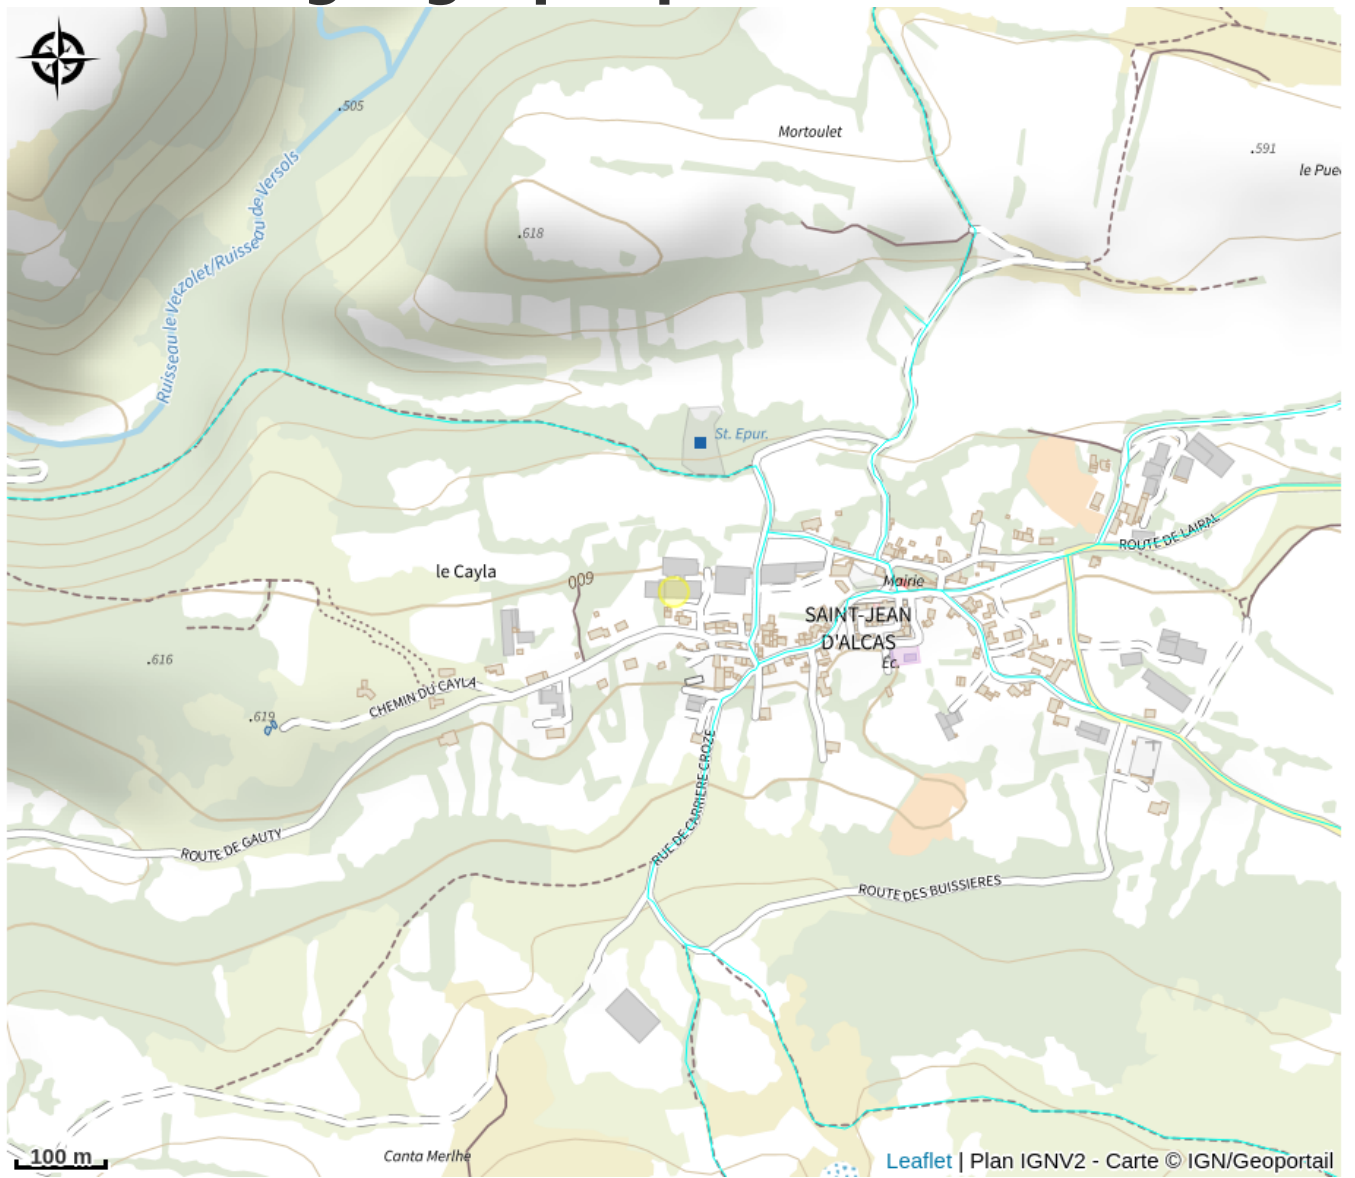 .505
Mortoulet
.591
le Puec
Ruisseau le Verzolet/Ruisseau de Versols
.618
St. Epur.
ROUTE DE LAIRAL
le Cayla
600
Mairie
SAINT-JEAN
D'ALCAS
Ec.
.616
CHEMIN DU CAYLA
.619
RUE DE CARRIERE CROZE
ROUTE DE GAUTY
ROUTE DES BUISSIERES
Canta Merlhe
100 m
Leaflet | Plan IGNV2 - Carte © IGN/Geoportail